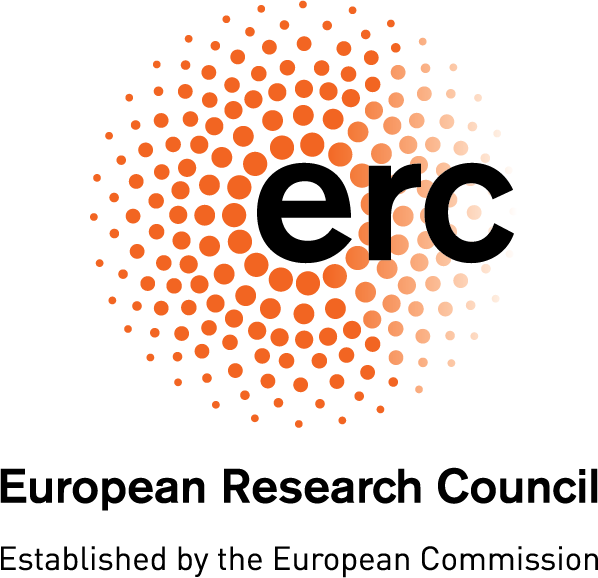 erc
European Research Council
Established by the European Commission